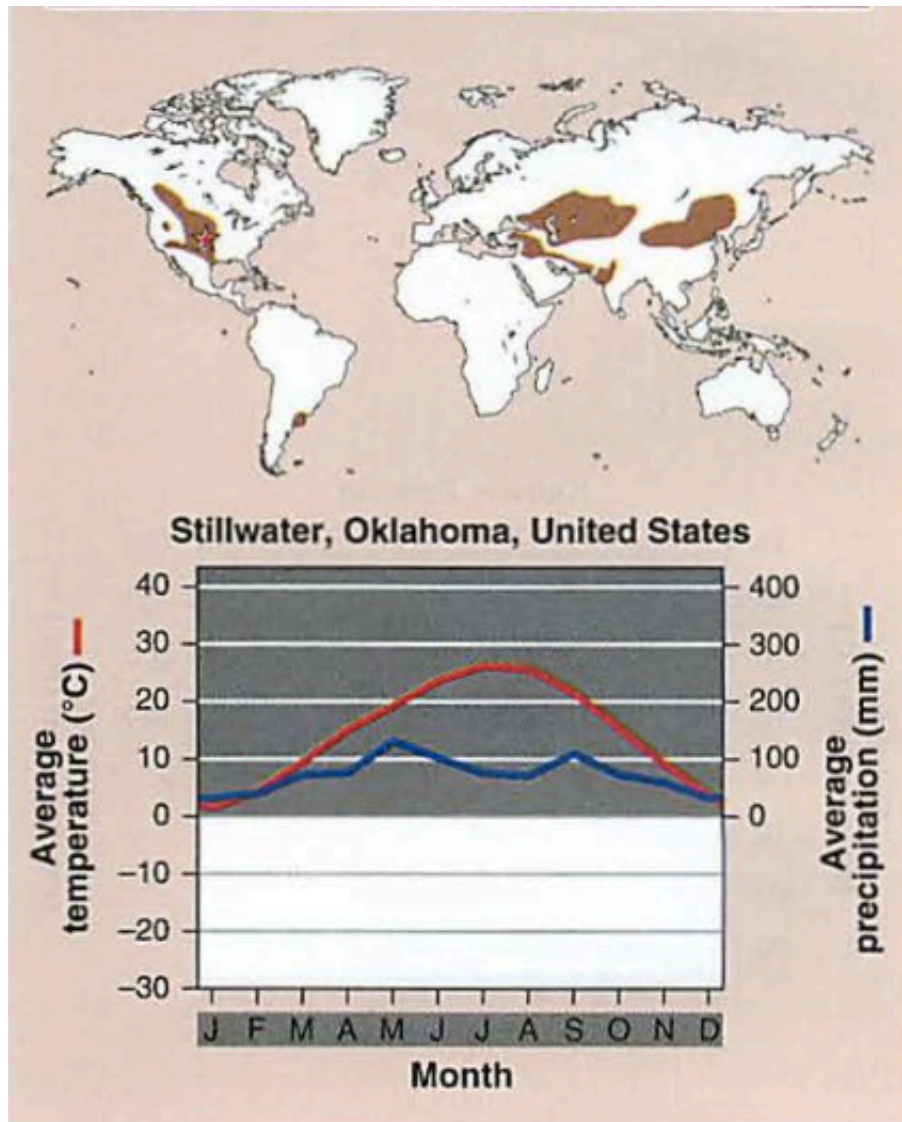 Stillwater, Oklahoma, United States
40
30
20
10
0
–10
–20
–30
Average
temperature (°C)
400
300
200
100
0
Average
precipitation (mm)
J F M A M J J A S O N D
Month